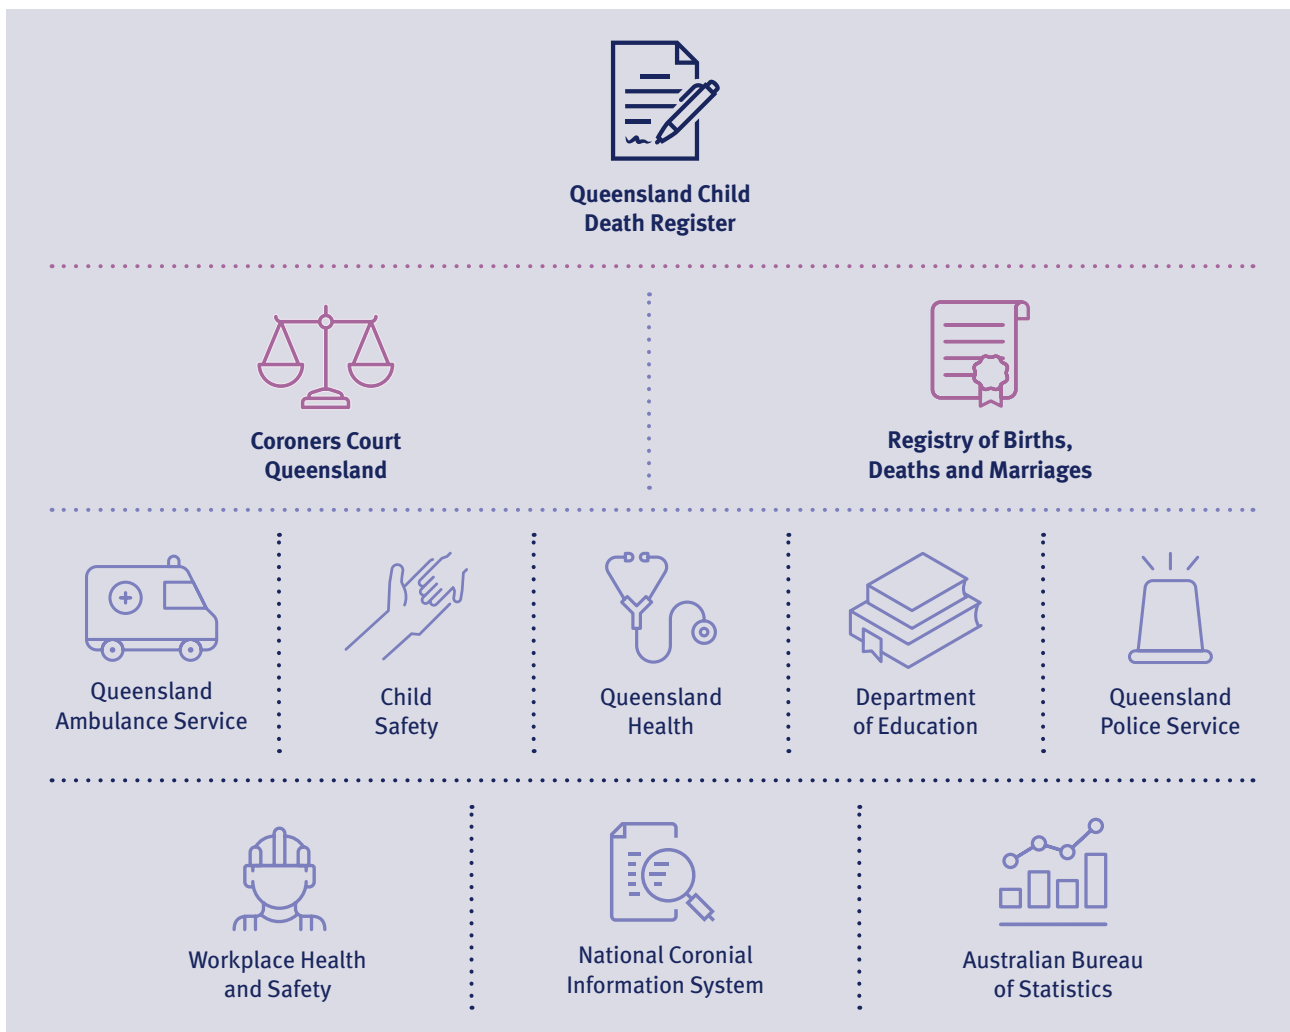 Queensland Child
Death Register
Coroners Court
Queensland
Registry of Births,
Deaths and Marriages
Queensland
Ambulance Service
Child
Safety
Queensland
Health
Department
of Education
Queensland
Police Service
Workplace Health
and Safety
National Coronial
Information System
Australian Bureau
of Statistics